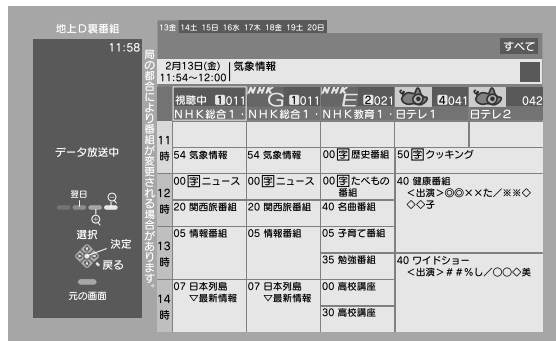 地上D裏番組
11:58
データ放送中
翌日
選択
決定
戻る
元の画面
局の都合により番組が変更される場合があります。
13金 14土 15日 16水 17木 18金 19土 20日
すべて
2月13日(金) 気象情報
11:54～12:00
視聴中 1 011
NHK G 1 011
NHK E 2 021
4 041
042
NHK総合1・
NHK総合1・
NHK教育1・
日テレ1
日テレ2
11時
54 気象情報
54 気象情報
00 字 歴史番組
50 字 クッキング
12時
00 字 ニュース
00 字 ニュース
00 字 たべもの番組
40 健康番組
<出演>◎◎××た／※※◇
◇◇子
20 関西旅番組
20 関西旅番組
40 名曲番組
13時
05 情報番組
05 情報番組
05 子育て番組
35 勉強番組
40 ワイドショー
<出演>##%し／○○◇美
14時
07 日本列島
▽最新情報
07 日本列島
▽最新情報
00 高校講座
30 高校講座